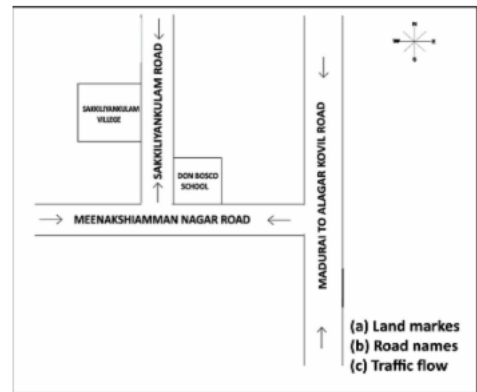 N
W
E
S
SAKKILIYANKULAM ROAD
SAKKILIYANKULAM
VILLEGE
DON BOSCO
SCHOOL
MEENAKSHIAMMAN NAGAR ROAD
MADURAI TO ALAGAR KOVIL ROAD
(a) Land markes
(b) Road names
(c) Traffic flow